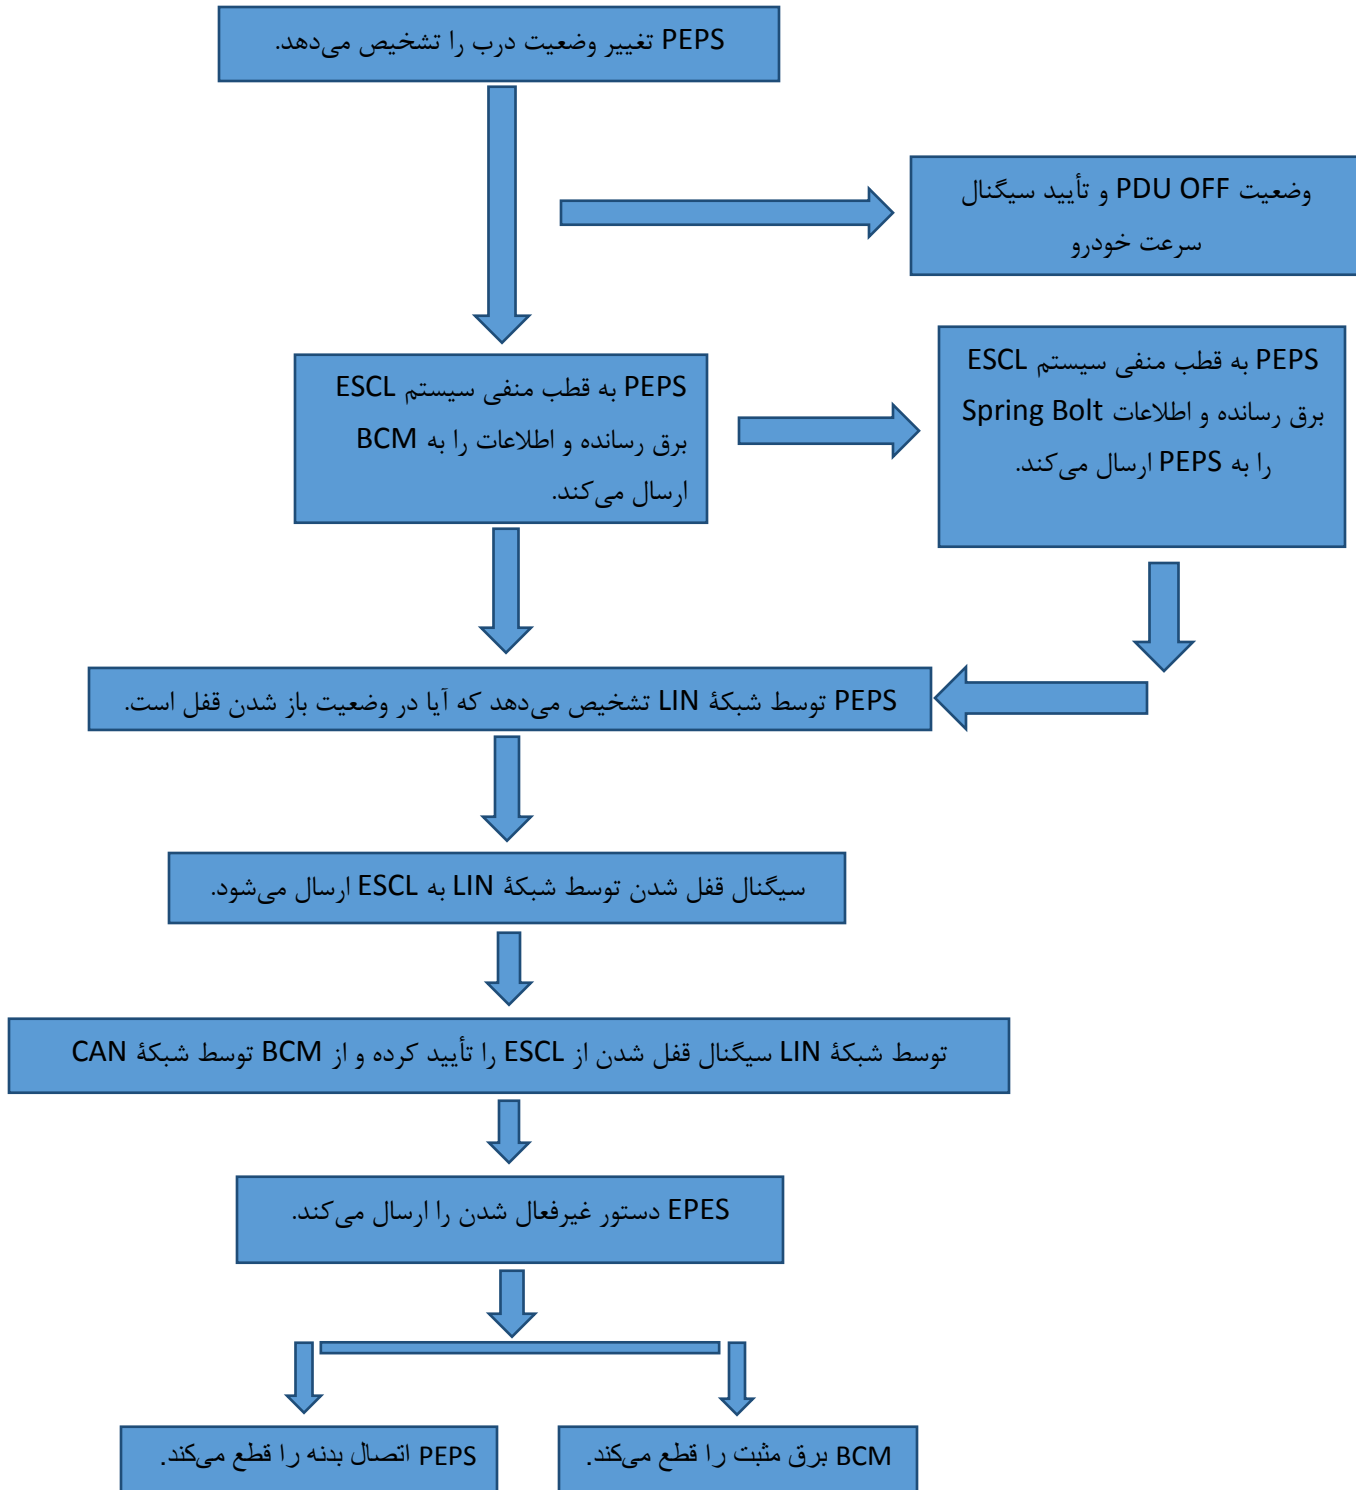 PEPS تغییر وضعیت درب را تشخیص می‌دهد.
وضعیت PDU OFF و تأیید سیگنال
سرعت خودرو
PEPS به قطب منفی سیستم ESCL
برق رسانده و اطلاعات را به BCM
ارسال می‌کند.
PEPS به قطب منفی سیستم ESCL
برق رسانده و اطلاعات Spring Bolt
را به PEPS ارسال می‌کند.
PEPS توسط شبکهٔ LIN تشخیص می‌دهد که آیا در وضعیت باز شدن قفل است.
سیگنال قفل شدن توسط شبکهٔ LIN به ESCL ارسال می‌شود.
توسط شبکهٔ LIN سیگنال قفل شدن از ESCL را تأیید کرده و از BCM توسط شبکهٔ CAN
EPES دستور غیرفعال شدن را ارسال می‌کند.
BCM برق مثبت را قطع می‌کند.
PEPS اتصال بدنه را قطع می‌کند.